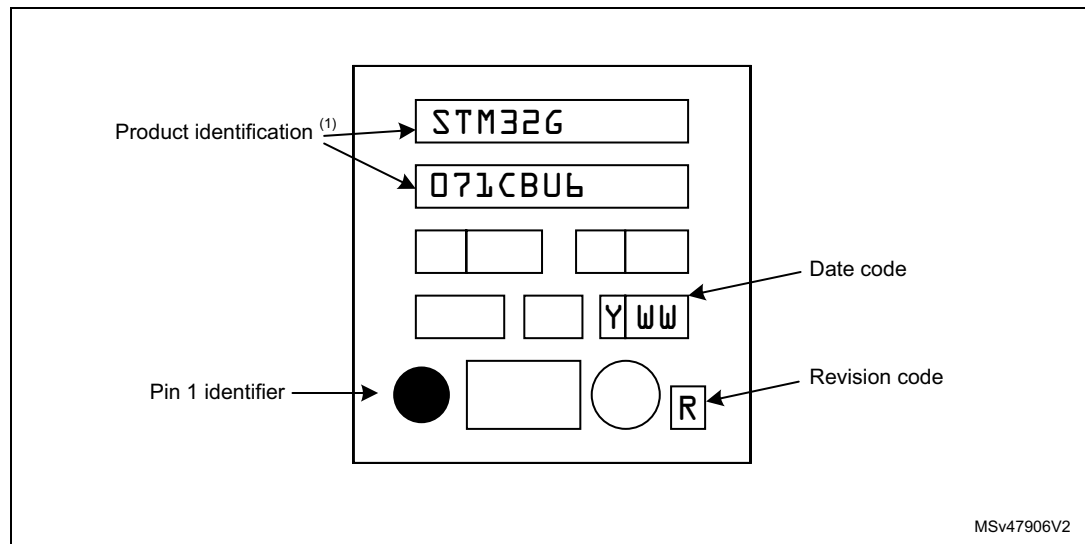 STM32G
Product identification (1)
071CBU6
Date code
Y WW
Pin 1 identifier
Revision code
R
MSv47906V2